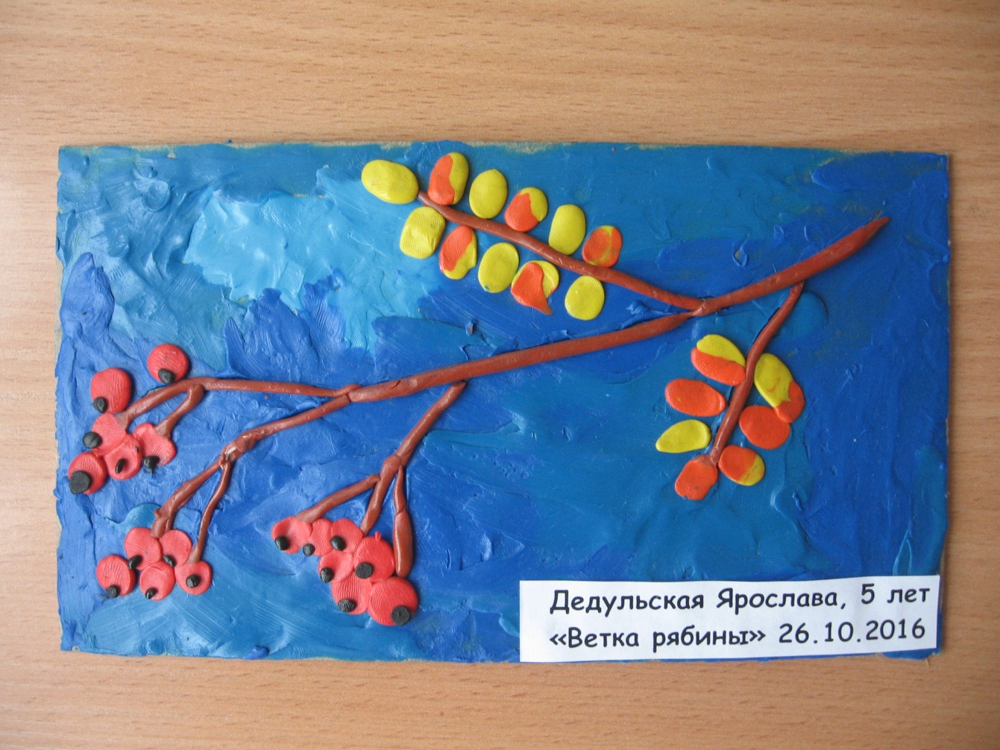 Дедульская Ярослава, 5 лет
«Ветка рябины» 26.10.2016